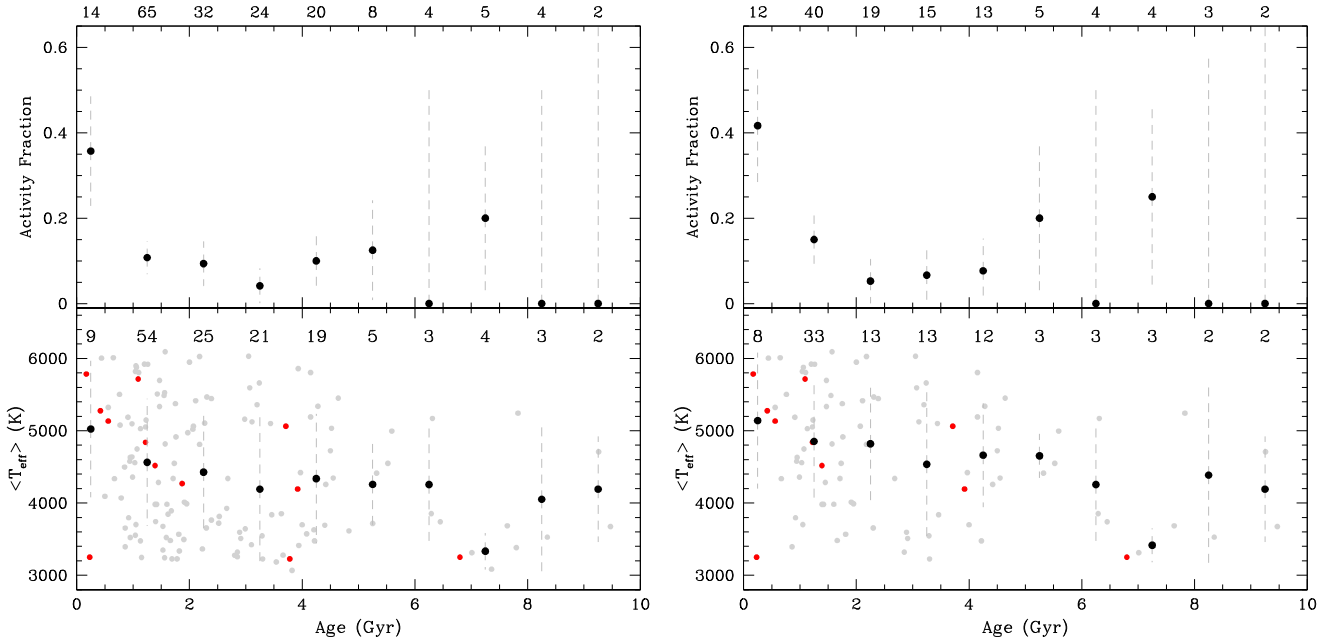 14 65 32 24 20 8 4 5 4 2
0.6
0.4
0.2
0
Activity Fraction
9 54 25 21 19 5 3 4 3 2
6000
5000
4000
3000
<T_eff> (K)
0 2 4 6 8 10
Age (Gyr)
12 40 19 15 13 5 4 4 3 2
0.6
0.4
0.2
0
Activity Fraction
8 33 13 13 12 3 3 3 2 2
6000
5000
4000
3000
<T_eff> (K)
0 2 4 6 8 10
Age (Gyr)